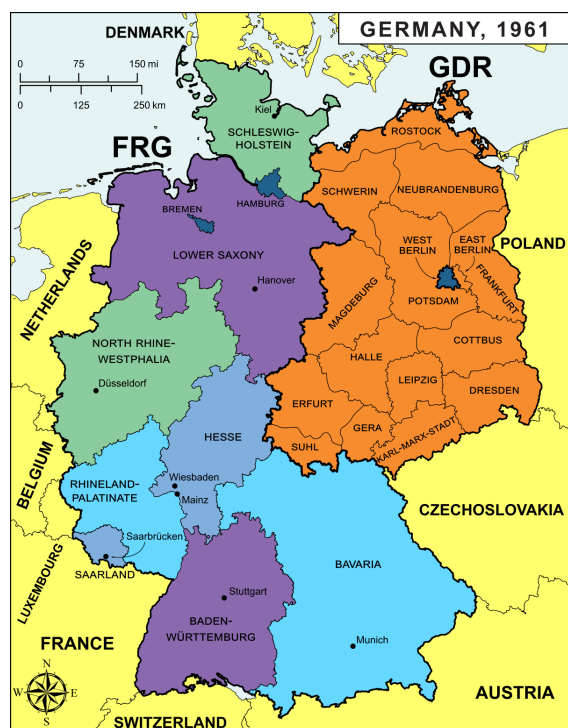 GERMANY, 1961
DENMARK
0 75 150 mi
0 125 250 km
GDR
FRG
Kiel
SCHLESWIG-
HOLSTEIN
ROSTOCK
SCHWERIN
NEUBRANDENBURG
HAMBURG
BREMEN
LOWER SAXONY
Hanover
WEST
BERLIN
EAST
BERLIN
POLAND
FRANKFURT
POTSDAM
MAGDEBURG
NETHERLANDS
NORTH RHINE-
WESTPHALIA
Düsseldorf
COTTBUS
HALLE
LEIPZIG
DRESDEN
ERFURT
GERA
SUHL
KARL-MARX-STADT
HESSE
BELGIUM
RHINELAND-
PALATINATE
Wiesbaden
Mainz
CZECHOSLOVAKIA
Saarbrücken
SAARLAND
LUXEMBOURG
BAVARIA
Stuttgart
BADEN-
WÜRTTEMBURG
Munich
FRANCE
N
W E
S
AUSTRIA
SWITZERLAND